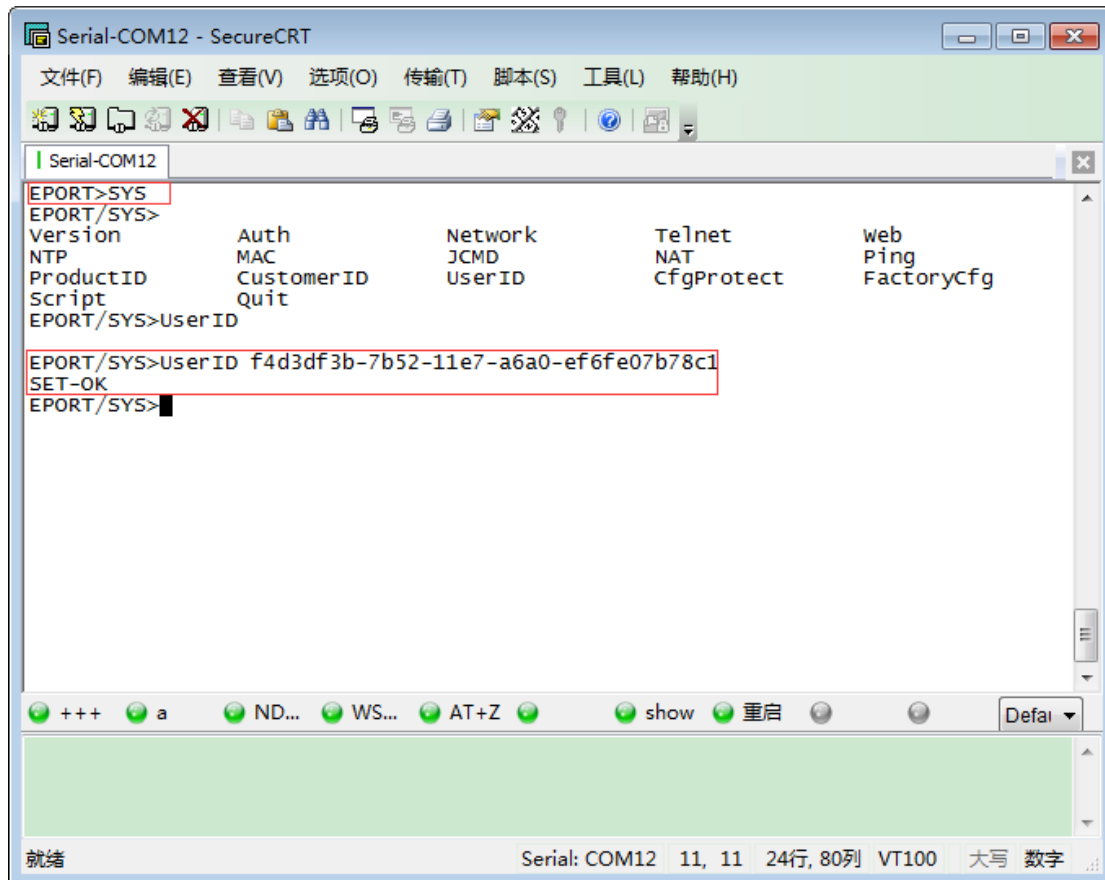 Serial-COM12 - SecureCRT
文件(F) 编辑(E) 查看(V) 选项(O) 传输(T) 脚本(S) 工具(L) 帮助(H)
Serial-COM12
EPORT>SYS
EPORT/SYS>
Version Auth Network Telnet Web
NTP MAC JCMD NAT Ping
ProductID CustomerID UserID CfgProtect FactoryCfg
Script Quit
EPORT/SYS>UserID
EPORT/SYS>UserID f4d3df3b-7b52-11e7-a6a0-ef6fe07b78c1
SET-OK
EPORT/SYS>
+++ a ND... WS... AT+Z show 重启 Defai
就绪 Serial: COM12 11, 11 24行, 80列 VT100 大写 数字